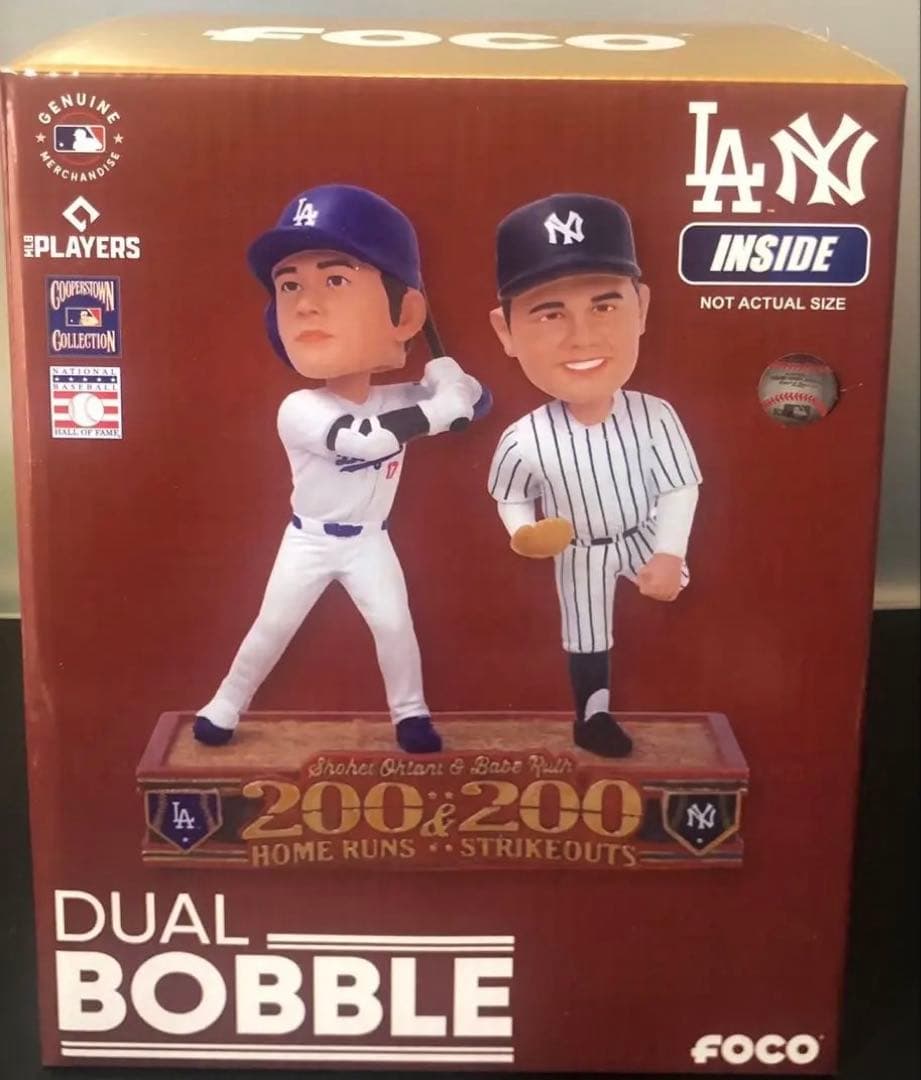 FOCO
GENUINE
MERCHANDISE
MLB PLAYERS
COOPERSTOWN
COLLECTION
NATIONAL
BASEBALL
HALL OF FAME
LA NY
INSIDE
NOT ACTUAL SIZE
LA
NY
17
Shohei Ohtani & Babe Ruth
LA
200 & 200
NY
HOME RUNS STRIKEOUTS
DUAL
BOBBLE
FOCO